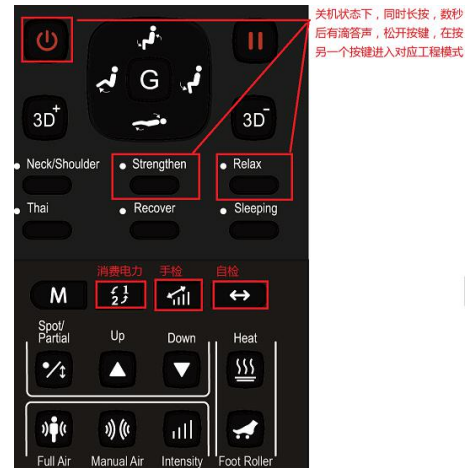 关机状态下，同时长按，数秒
后有滴答声，松开按键，在按
另一个按键进入对应工程模式
G
3D+
3D-
Neck/Shoulder
Strengthen
Relax
Thai
Recover
Sleeping
消费电力
手检
自检
M
1
2
Spot/
Partial
Up
Down
Heat
Full Air
Manual Air
Intensity
Foot Roller